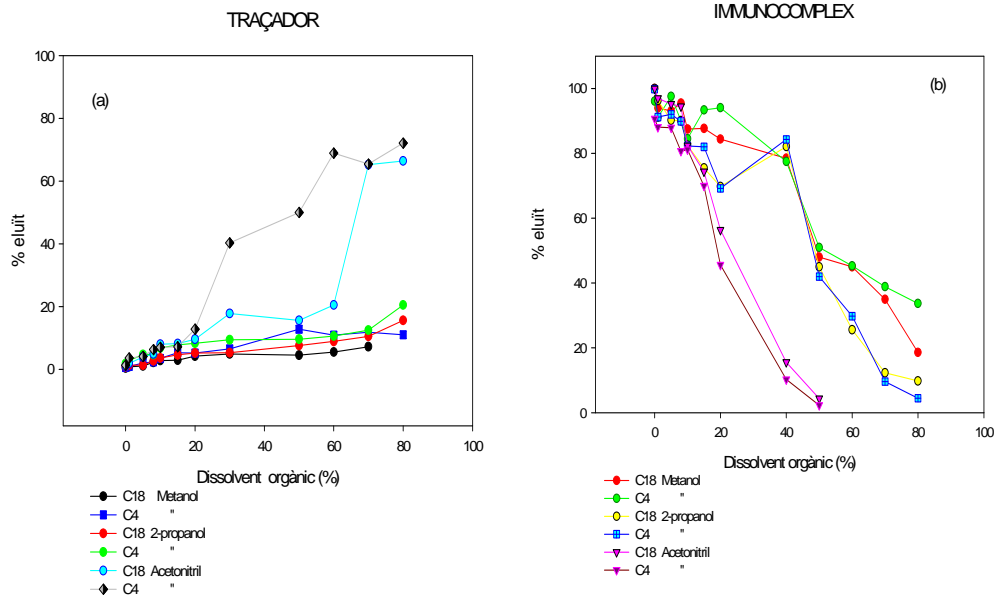 TRAÇADOR
(a)
% eluït
100
80
60
40
20
0
0 20 40 60 80 100
Dissolvent orgànic (%)
C18 Metanol
C4 "
C18 2-propanol
C4 "
C18 Acetonitril
C4 "
IMMUNOCOMPLEX
(b)
% eluït
100
80
60
40
20
0
0 20 40 60 80 100
Dissolvent orgànic (%)
C18 Metanol
C4 "
C18 2-propanol
C4 "
C18 Acetonitril
C4 "